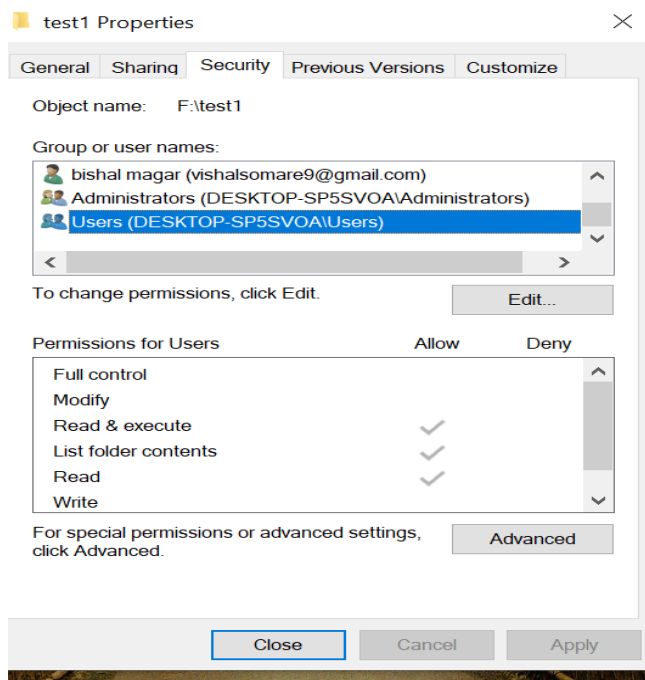 test1 Properties
General Sharing Security Previous Versions Customize
Object name: F:\test1
Group or user names:
bishal magar (vishalsomare9@gmail.com)
Administrators (DESKTOP-SP5SVOA\Administrators)
Users (DESKTOP-SP5SVOA\Users)
To change permissions, click Edit.
Edit...
Permissions for Users Allow Deny
Full control
Modify
Read & execute
List folder contents
Read
Write
For special permissions or advanced settings,
click Advanced.
Advanced
Close Cancel Apply